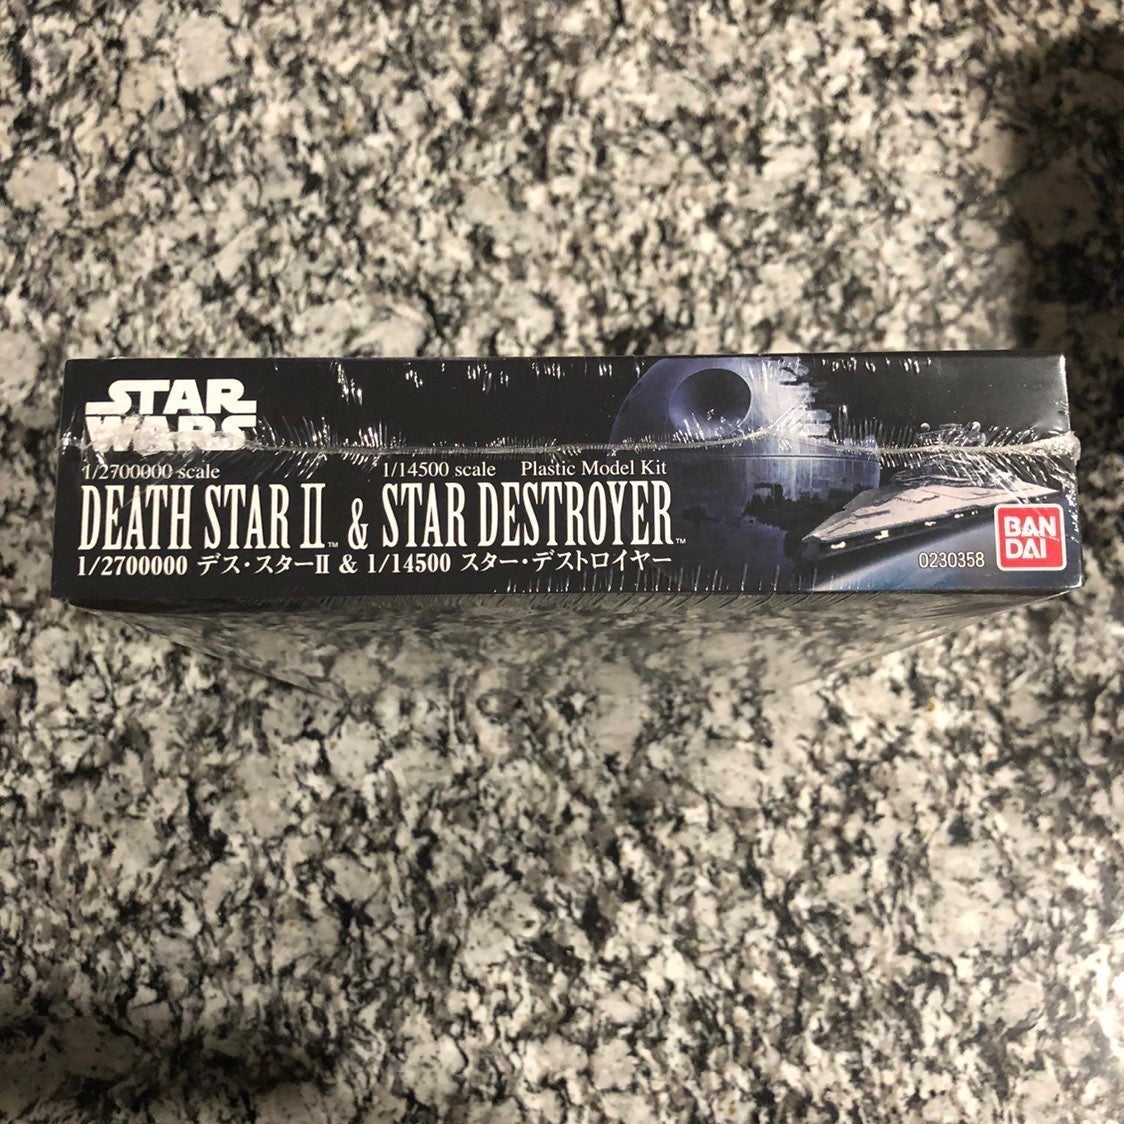 STAR
WARS
1/2700000 scale 1/14500 scale Plastic Model Kit
DEATH STAR II™ & STAR DESTROYER™
1/2700000 デス・スターII & 1/14500 スター・デストロイヤー
0230358
BAN
DAI